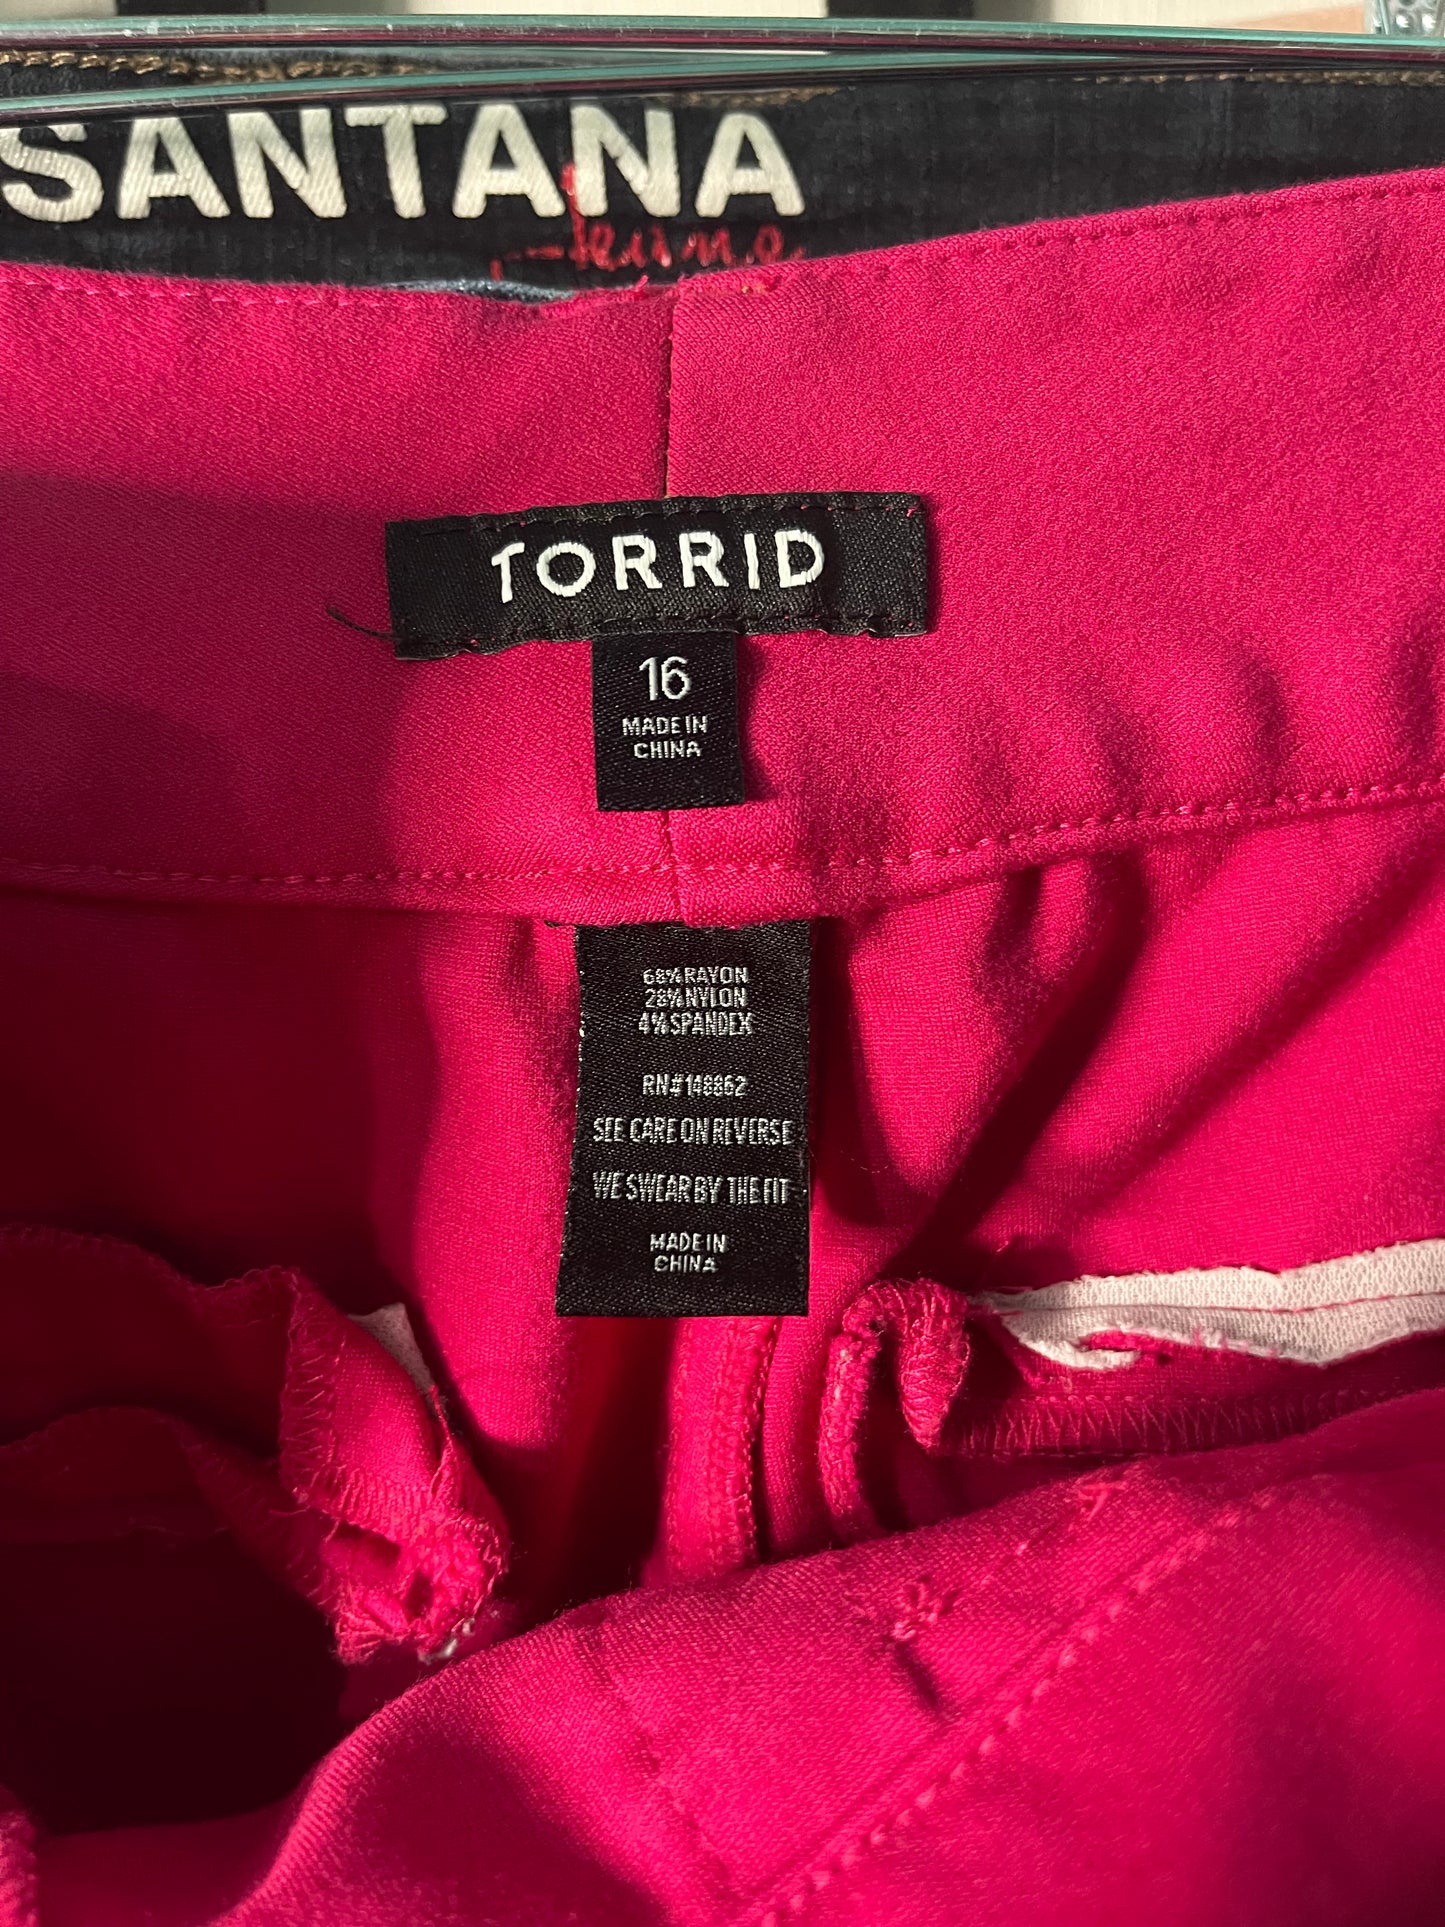 SANTANA
TORRID
16
MADE IN
CHINA
68%RAYON
28%NYLON
4%SPANDEX
RN#148862
SEE CARE ON REVERSE
WE SWEAR BY THE FIT
MADE IN
CHINA